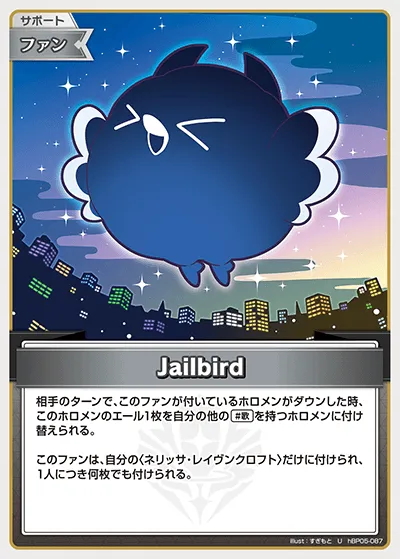 サポート
ファン
Jailbird
相手のターンで、このファンが付いているホロメンがダウンした時、
このホロメンのエール1枚を自分の他の#歌を持つホロメンに付け
替えられる。
このファンは、自分の〈ネリッサ・レイヴンクロフト〉だけに付けられ、
1人につき何枚でも付けられる。
illust:すぎもと U hBP05-087